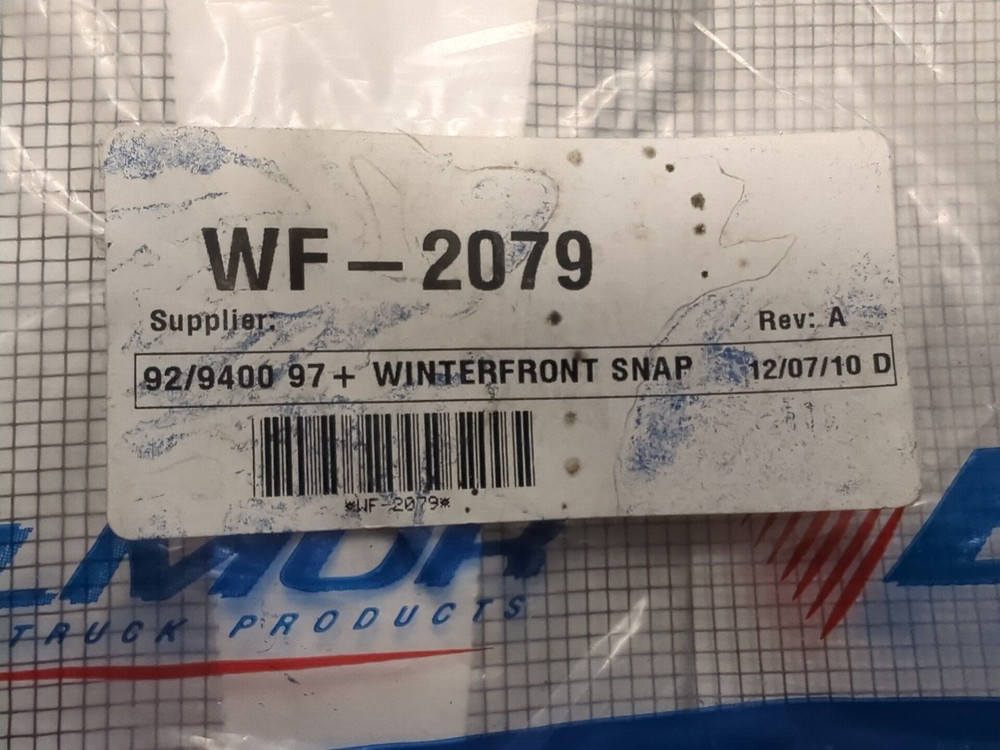 WF-2079
Supplier:
Rev: A
92/9400 97+ WINTERFRONT SNAP 12/07/10 D
*WF-2079*
TRUCK PRODUCTS